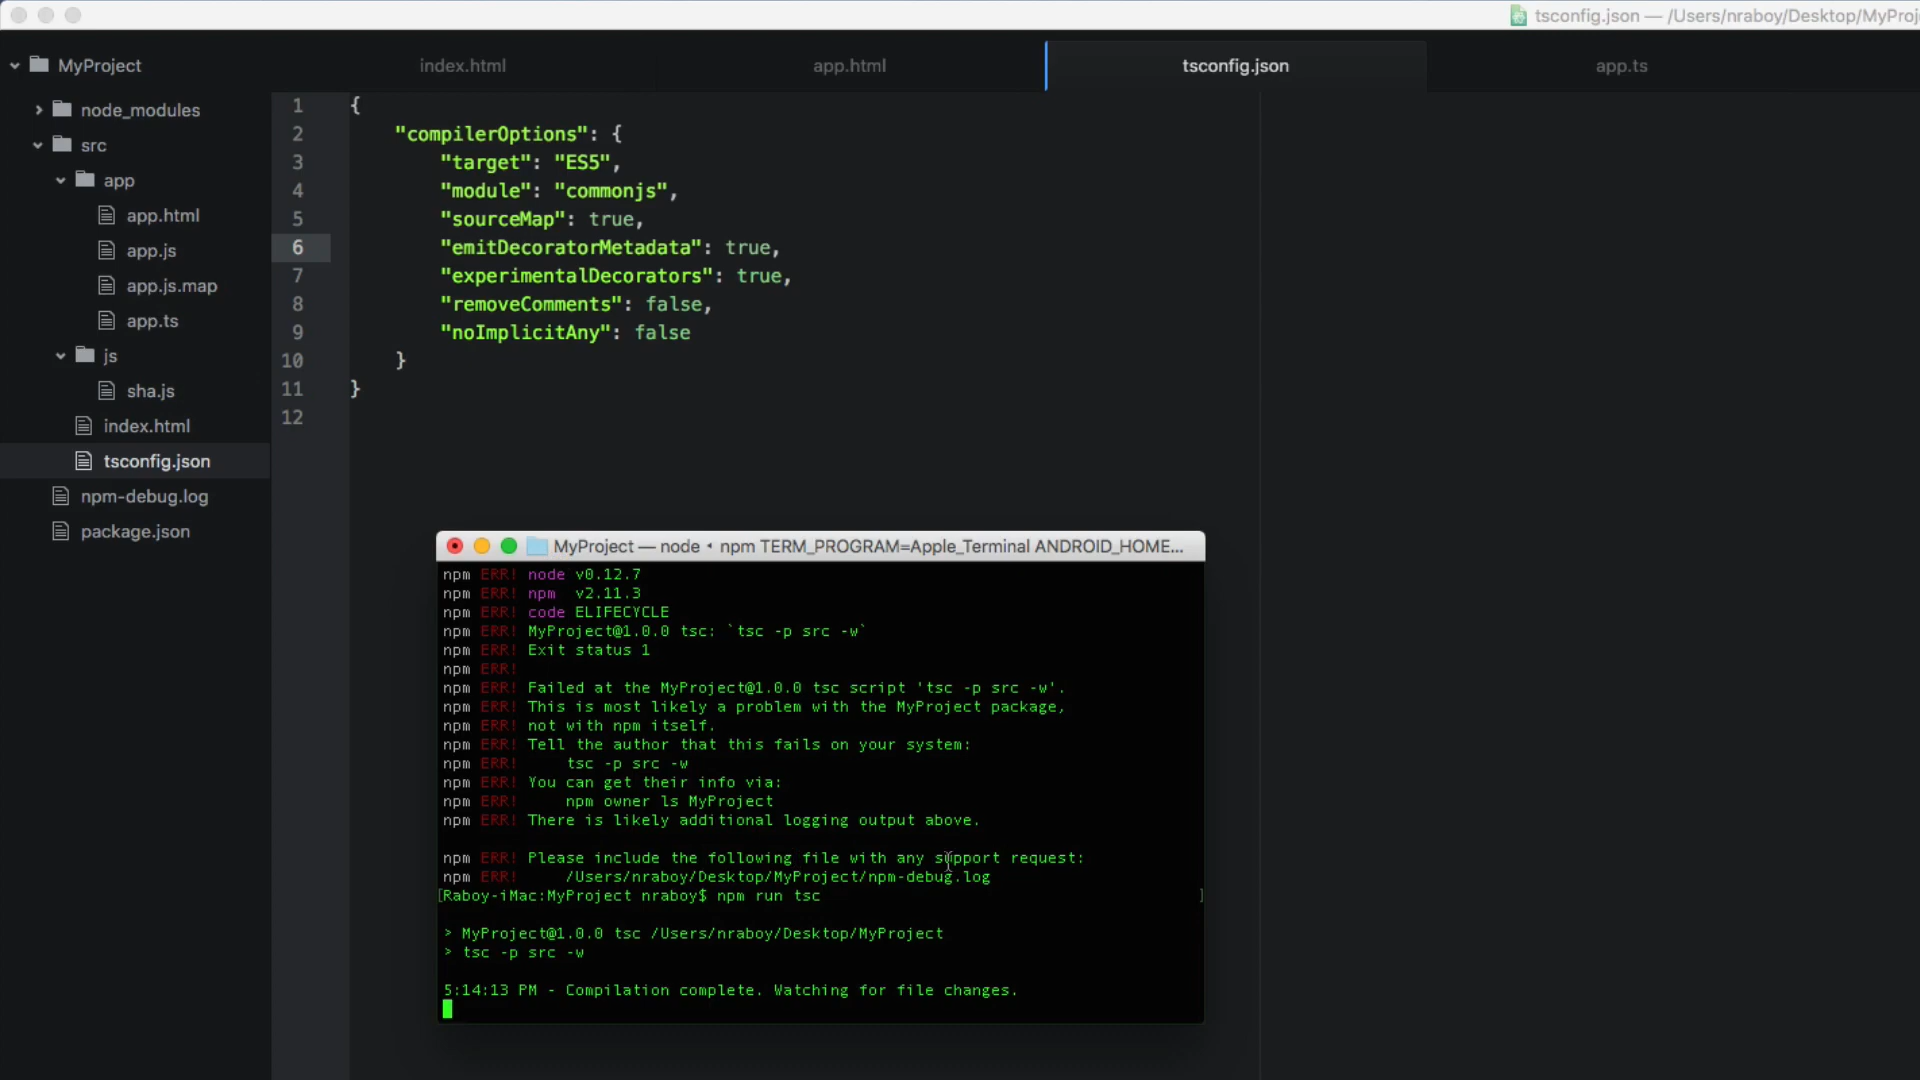 tsconfig.json — /Users/nraboy/Desktop/MyProj
MyProject
node_modules
src
app
app.html
app.js
app.js.map
app.ts
js
sha.js
index.html
tsconfig.json
npm-debug.log
package.json
index.html
app.html
tsconfig.json
app.ts
1 {
2     "compilerOptions": {
3         "target": "ES5",
4         "module": "commonjs",
5         "sourceMap": true,
6         "emitDecoratorMetadata": true,
7         "experimentalDecorators": true,
8         "removeComments": false,
9         "noImplicitAny": false
10     }
11 }
12
MyProject — node • npm TERM_PROGRAM=Apple_Terminal ANDROID_HOME...
npm ERR! node v0.12.7
npm ERR! npm  v2.11.3
npm ERR! code ELIFECYCLE
npm ERR! MyProject@1.0.0 tsc: `tsc -p src -w`
npm ERR! Exit status 1
npm ERR!
npm ERR! Failed at the MyProject@1.0.0 tsc script 'tsc -p src -w'.
npm ERR! This is most likely a problem with the MyProject package,
npm ERR! not with npm itself.
npm ERR! Tell the author that this fails on your system:
npm ERR!     tsc -p src -w
npm ERR! You can get their info via:
npm ERR!     npm owner ls MyProject
npm ERR! There is likely additional logging output above.
npm ERR! Please include the following file with any support request:
npm ERR!     /Users/nraboy/Desktop/MyProject/npm-debug.log
[Raboy-iMac:MyProject nraboy$ npm run tsc ]
> MyProject@1.0.0 tsc /Users/nraboy/Desktop/MyProject
> tsc -p src -w
5:14:13 PM - Compilation complete. Watching for file changes.